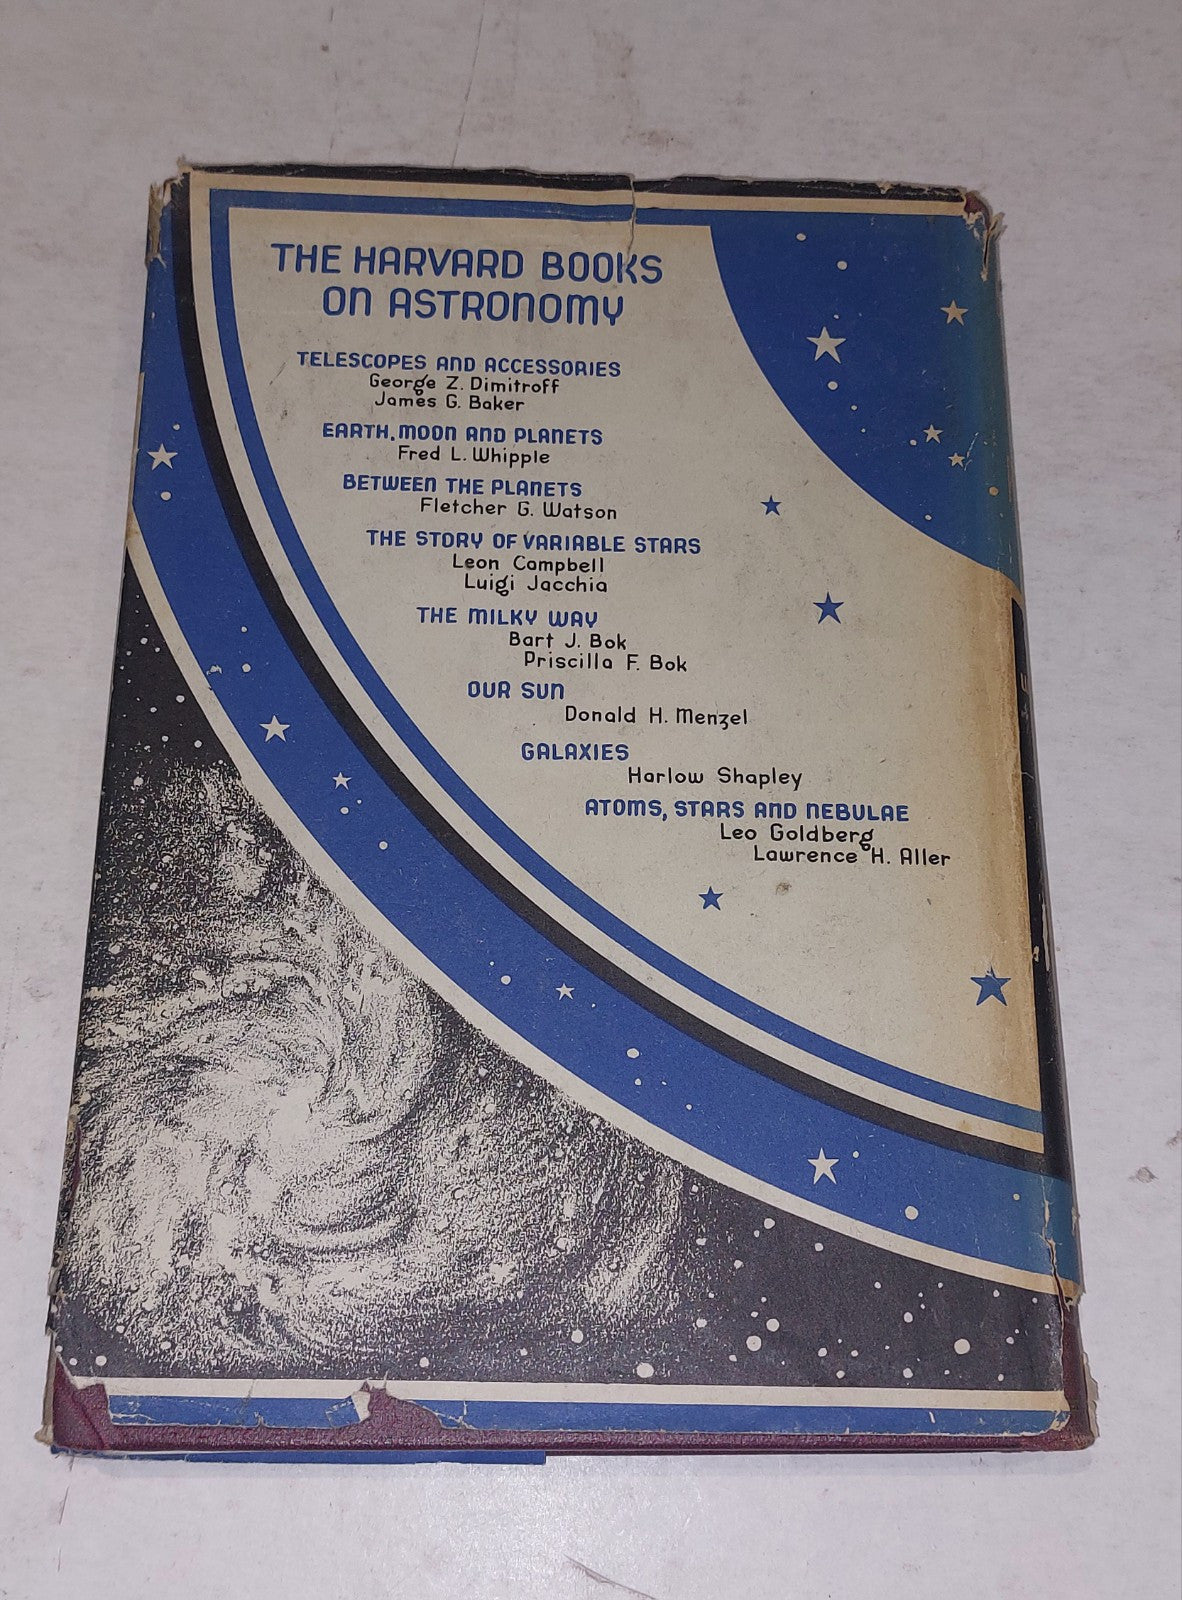 THE HARVARD BOOKS
ON ASTRONOMY
TELESCOPES AND ACCESSORIES
George Z. Dimitroff
James G. Baker
EARTH, MOON AND PLANETS
Fred L. Whipple
BETWEEN THE PLANETS
Fletcher G. Watson
THE STORY OF VARIABLE STARS
Leon Campbell
Luigi Jacchia
THE MILKY WAY
Bart J. Bok
Priscilla F. Bok
OUR SUN
Donald H. Menzel
GALAXIES
Harlow Shapley
ATOMS, STARS AND NEBULAE
Leo Goldberg
Lawrence H. Aller